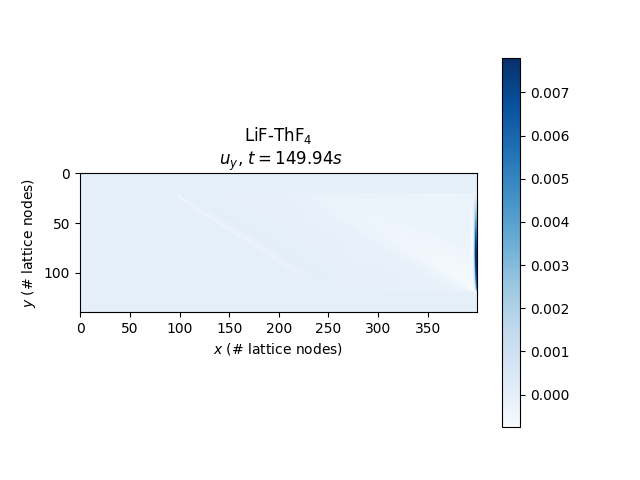 LiF-ThF₄
u_y, t = 149.94s
0
50
100
y (# lattice nodes)
0 50 100 150 200 250 300 350
x (# lattice nodes)
0.007
0.006
0.005
0.004
0.003
0.002
0.001
0.000